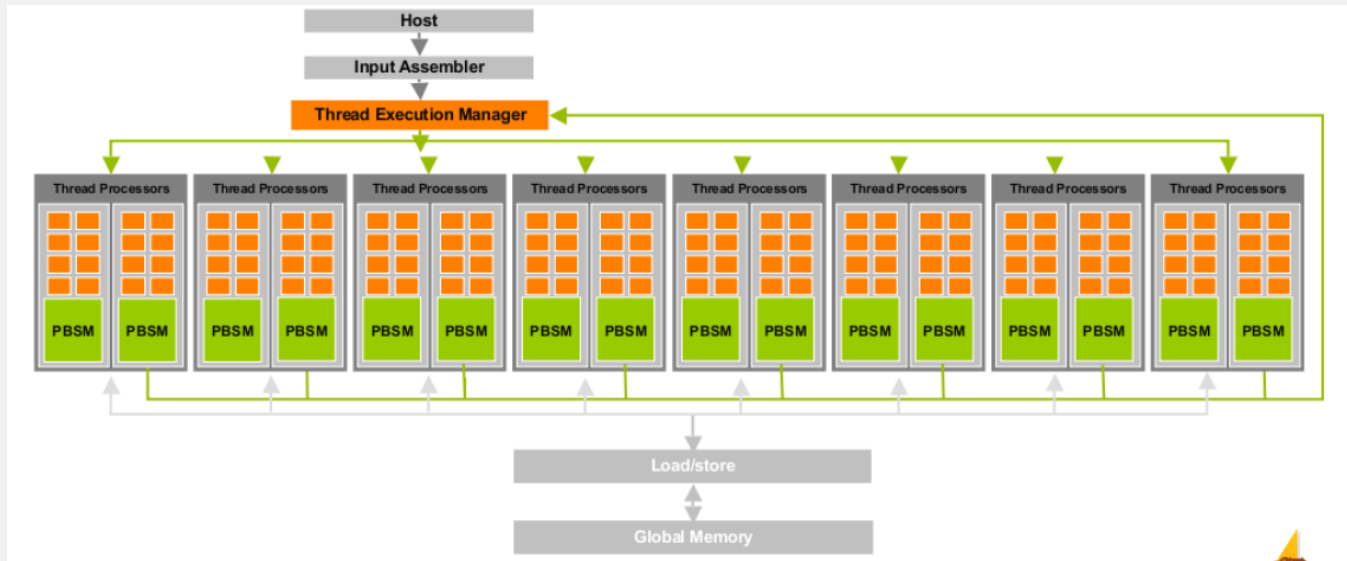 Host
Input Assembler
Thread Execution Manager
Thread Processors Thread Processors Thread Processors Thread Processors Thread Processors Thread Processors Thread Processors Thread Processors
PBSM PBSM PBSM PBSM PBSM PBSM PBSM PBSM PBSM PBSM PBSM PBSM PBSM PBSM PBSM PBSM
Load/store
Global Memory